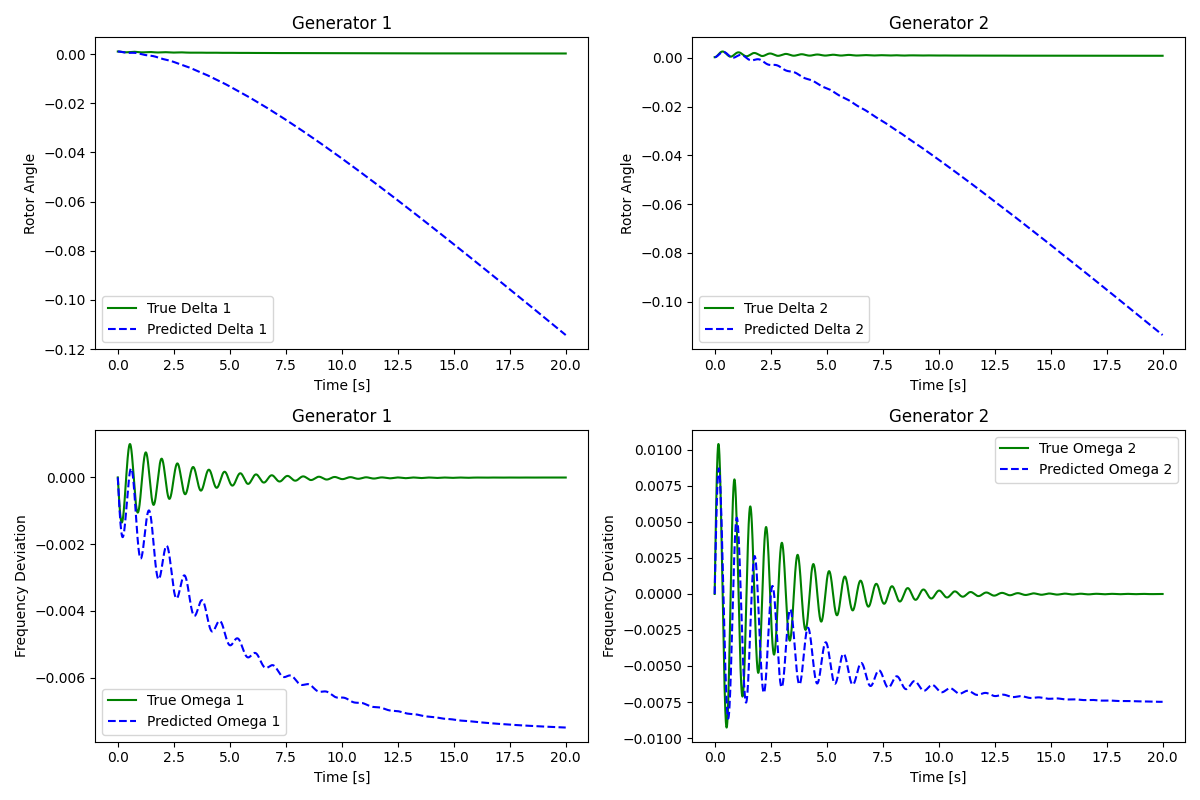 Generator 1
0.00
−0.02
−0.04
−0.06
−0.08
−0.10
−0.12
Rotor Angle
True Delta 1
Predicted Delta 1
0.0 2.5 5.0 7.5 10.0 12.5 15.0 17.5 20.0
Time [s]
Generator 2
0.00
−0.02
−0.04
−0.06
−0.08
−0.10
Rotor Angle
True Delta 2
Predicted Delta 2
0.0 2.5 5.0 7.5 10.0 12.5 15.0 17.5 20.0
Time [s]
Generator 1
0.000
−0.002
−0.004
−0.006
Frequency Deviation
True Omega 1
Predicted Omega 1
0.0 2.5 5.0 7.5 10.0 12.5 15.0 17.5 20.0
Time [s]
Generator 2
0.0100
0.0075
0.0050
0.0025
0.0000
−0.0025
−0.0050
−0.0075
−0.0100
Frequency Deviation
True Omega 2
Predicted Omega 2
0.0 2.5 5.0 7.5 10.0 12.5 15.0 17.5 20.0
Time [s]